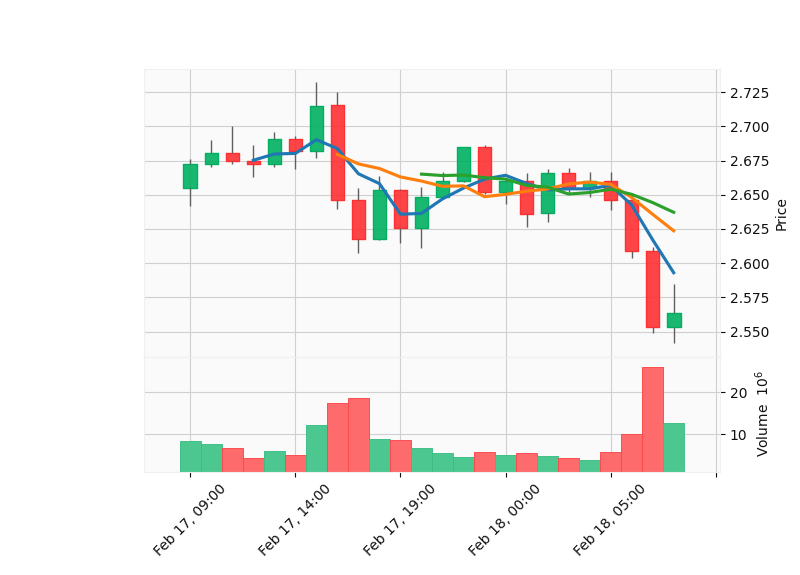 2.725
2.700
2.675
2.650
2.625
2.600
2.575
2.550
Price
20
10
Volume 10^6
Feb 17, 09:00
Feb 17, 14:00
Feb 17, 19:00
Feb 18, 00:00
Feb 18, 05:00